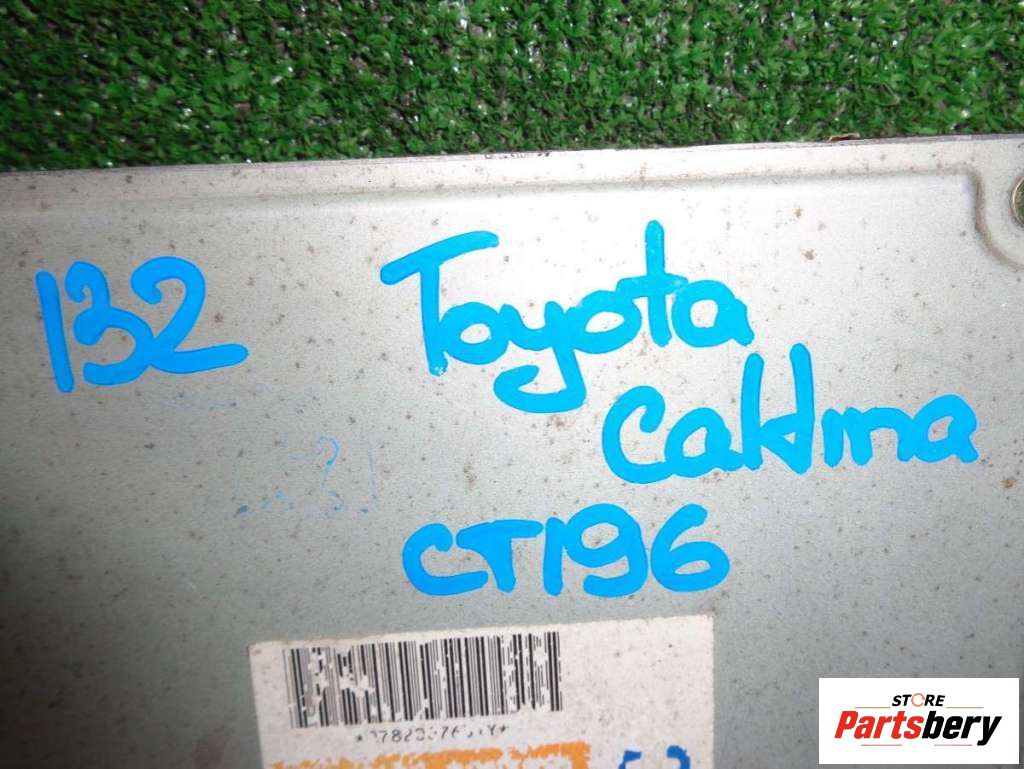 132 Toyota
Caldina
CT196
STORE
Partsbery